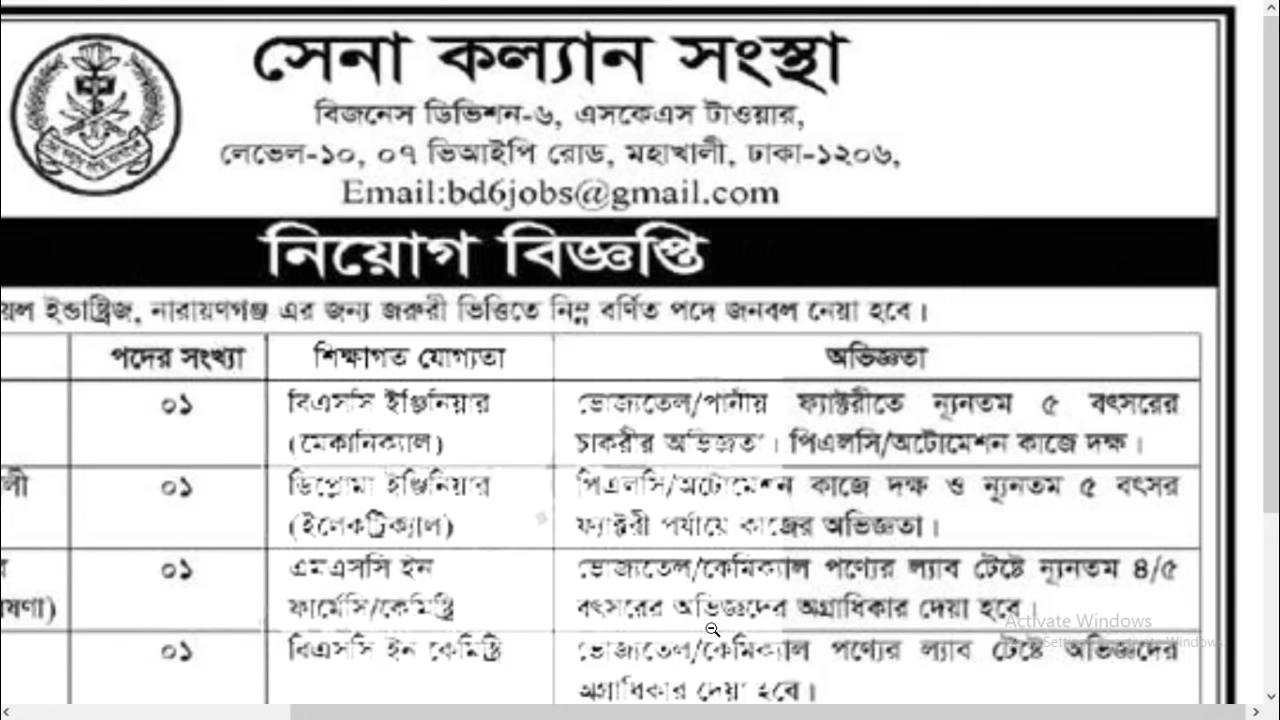 সেনা কল্যান সংস্থা
বিজনেস ডিভিশন-৬, এসকেএস টাওয়ার,
লেভেল-১০, ০৭ ভিআইপি রোড, মহাখালী, ঢাকা-১২০৬,
Email:bd6jobs@gmail.com
নিয়োগ বিজ্ঞপ্তি
য়েল ইন্ডাষ্ট্রিজ, নারায়ণগঞ্জ এর জন্য জরুরী ভিত্তিতে নিম্ন বর্ণিত পদে জনবল নেয়া হবে।
পদের সংখ্যা শিক্ষাগত যোগ্যতা অভিজ্ঞতা
০১ বিএসসি ইঞ্জিনিয়ার ভোজ্যতেল/পানীয় ফ্যাক্টরীতে ন্যূনতম ৫ বৎসরের
(মেকানিক্যাল) চাকরীর অভিজ্ঞতা। পিএলসি/অটোমেশন কাজে দক্ষ।
লী ০১ ডিপ্লোমা ইঞ্জিনিয়ার পিএলসি/অটোমেশন কাজে দক্ষ ও ন্যূনতম ৫ বৎসর
(ইলেকট্রিক্যাল) ফ্যাক্টরী পর্যায়ে কাজের অভিজ্ঞতা।
০১ এমএসসি ইন ভোজ্যতেল/কেমিক্যাল পণ্যের ল্যাব টেষ্টে ন্যূনতম ৪/৫
ষণা) ফার্মেসি/কেমিষ্ট্রি বৎসরের অভিজ্ঞদের অগ্রাধিকার দেয়া হবে।
০১ বিএসসি ইন কেমিষ্ট্রি ভোজ্যতেল/কেমিক্যাল পণ্যের ল্যাব টেষ্টে অভিজ্ঞদের
অগ্রাধিকার দেয়া হবে।
Activate Windows